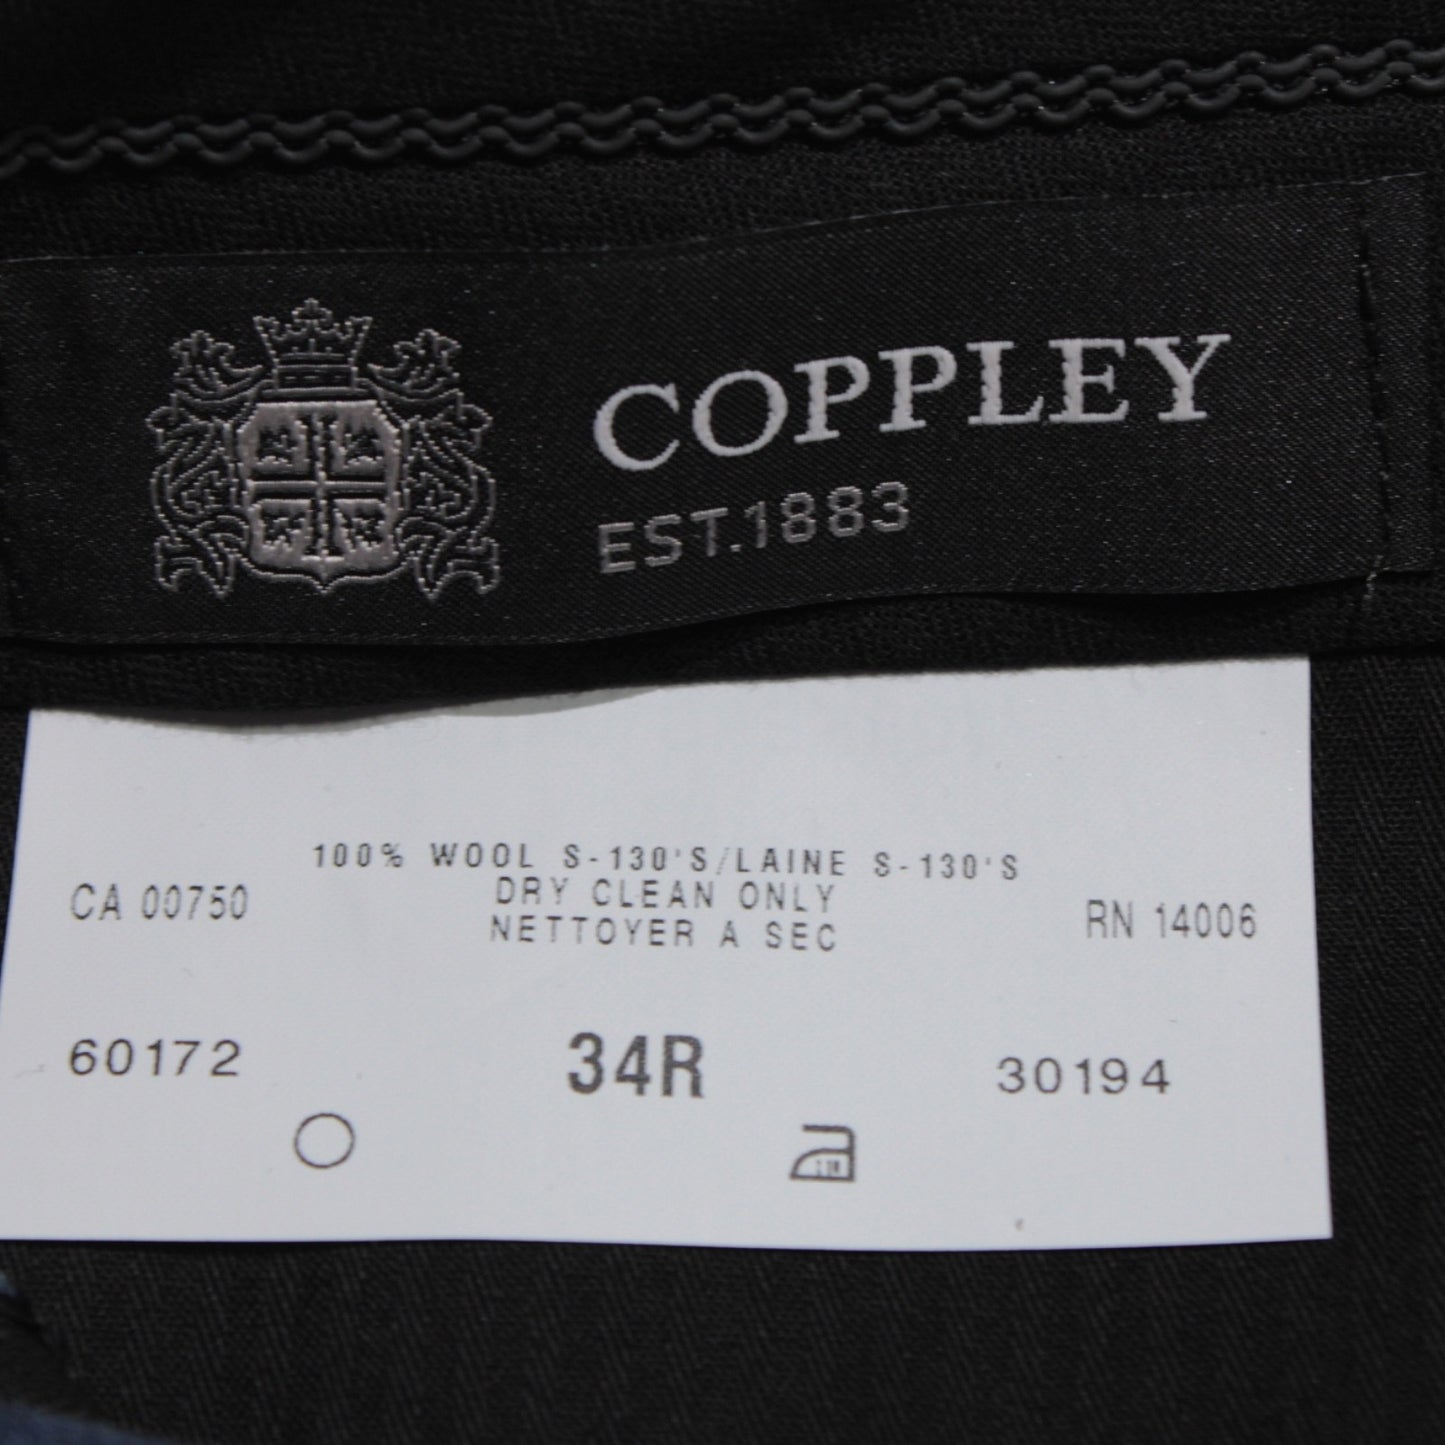 COPPLEY
EST.1883
100% WOOL S-130'S/LAINE S-130'S
DRY CLEAN ONLY
NETTOYER A SEC
CA 00750
RN 14006
60172
34R
30194